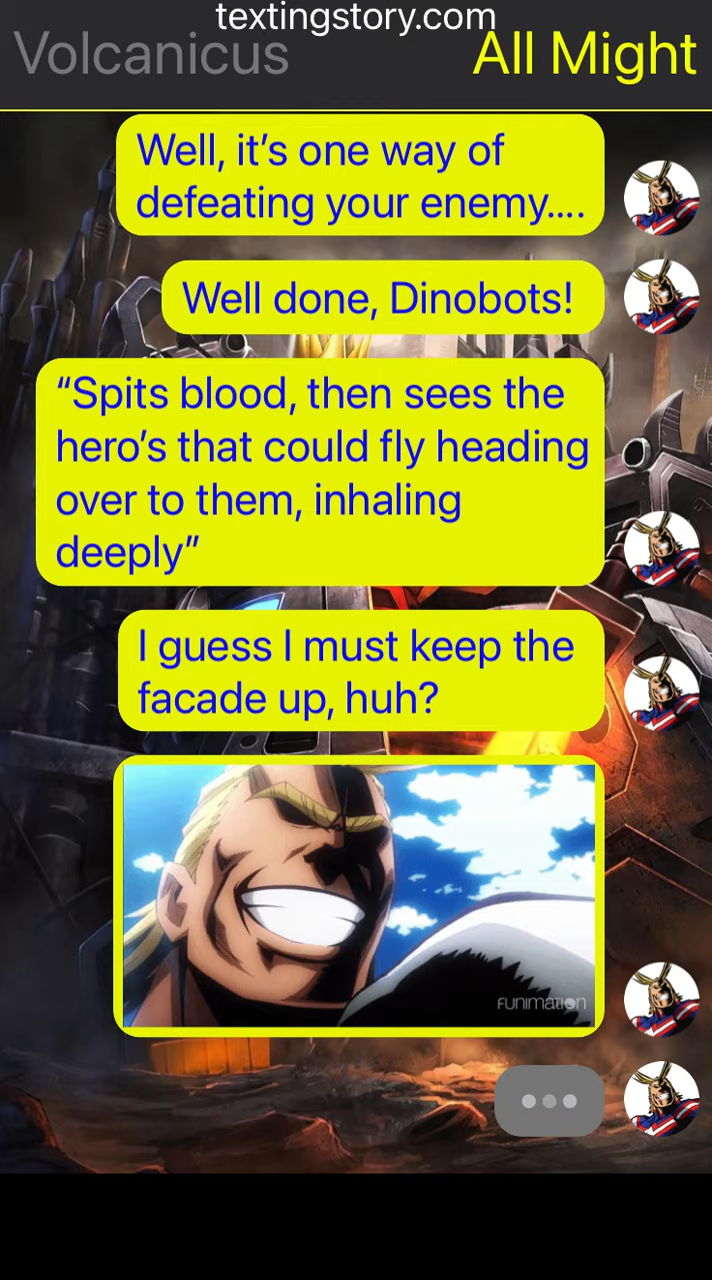 textingstory.com
Volcanicus
All Might
Well, it’s one way of
defeating your enemy....
Well done, Dinobots!
“Spits blood, then sees the
hero’s that could fly heading
over to them, inhaling
deeply”
I guess I must keep the
facade up, huh?
FUNIMATION